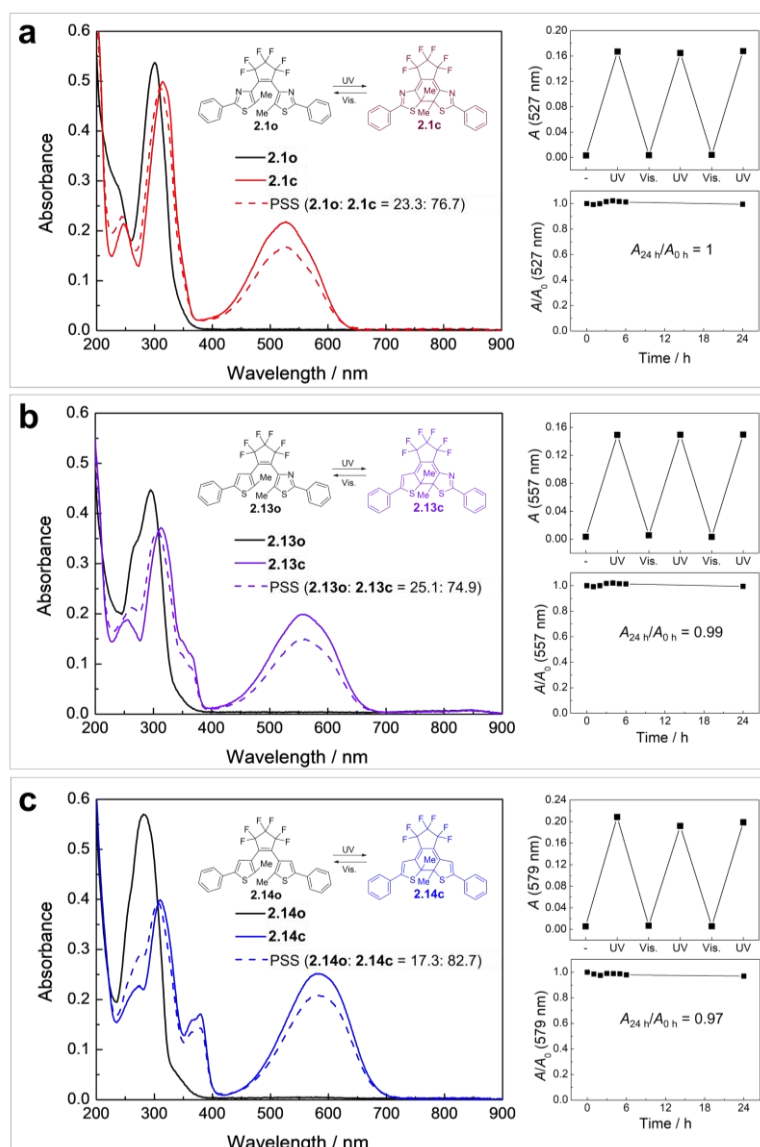 a
0.6
0.5
0.4
0.3
0.2
0.1
0.0
Absorbance
200 300 400 500 600 700 800 900
Wavelength / nm
F F F F F F
N N
S S
Me
Me
2.1o
UV
Vis.
F F F F F F
Me
N N
S S
Me
2.1c
2.1o
2.1c
PSS (2.1o: 2.1c = 23.3: 76.7)
0.20
0.16
0.12
0.08
0.04
0.00
A (527 nm)
- UV Vis. UV Vis. UV
1.0
0.8
0.6
0.4
0.2
0.0
A/A0 (527 nm)
A24 h/A0 h = 1
0 6 12 18 24
Time / h
b
0.6
0.5
0.4
0.3
0.2
0.1
0.0
Absorbance
200 300 400 500 600 700 800 900
Wavelength / nm
F F F F F F
Me
N
S S
Me
2.13o
UV
Vis.
F F F F F F
Me
N
S S
Me
2.13c
2.13o
2.13c
PSS (2.13o: 2.13c = 25.1: 74.9)
0.16
0.12
0.08
0.04
0.00
A (557 nm)
- UV Vis. UV Vis. UV
1.0
0.8
0.6
0.4
0.2
0.0
A/A0 (557 nm)
A24 h/A0 h = 0.99
0 6 12 18 24
Time / h
c
0.6
0.5
0.4
0.3
0.2
0.1
0.0
Absorbance
200 300 400 500 600 700 800 900
Wavelength / nm
F F F F F F
Me
S S
Me
2.14o
UV
Vis.
F F F F F F
Me
S S
Me
2.14c
2.14o
2.14c
PSS (2.14o: 2.14c = 17.3: 82.7)
0.24
0.20
0.16
0.12
0.08
0.04
0.00
A (579 nm)
- UV Vis. UV Vis. UV
1.0
0.8
0.6
0.4
0.2
0.0
A/A0 (579 nm)
A24 h/A0 h = 0.97
0 6 12 18 24
Time / h